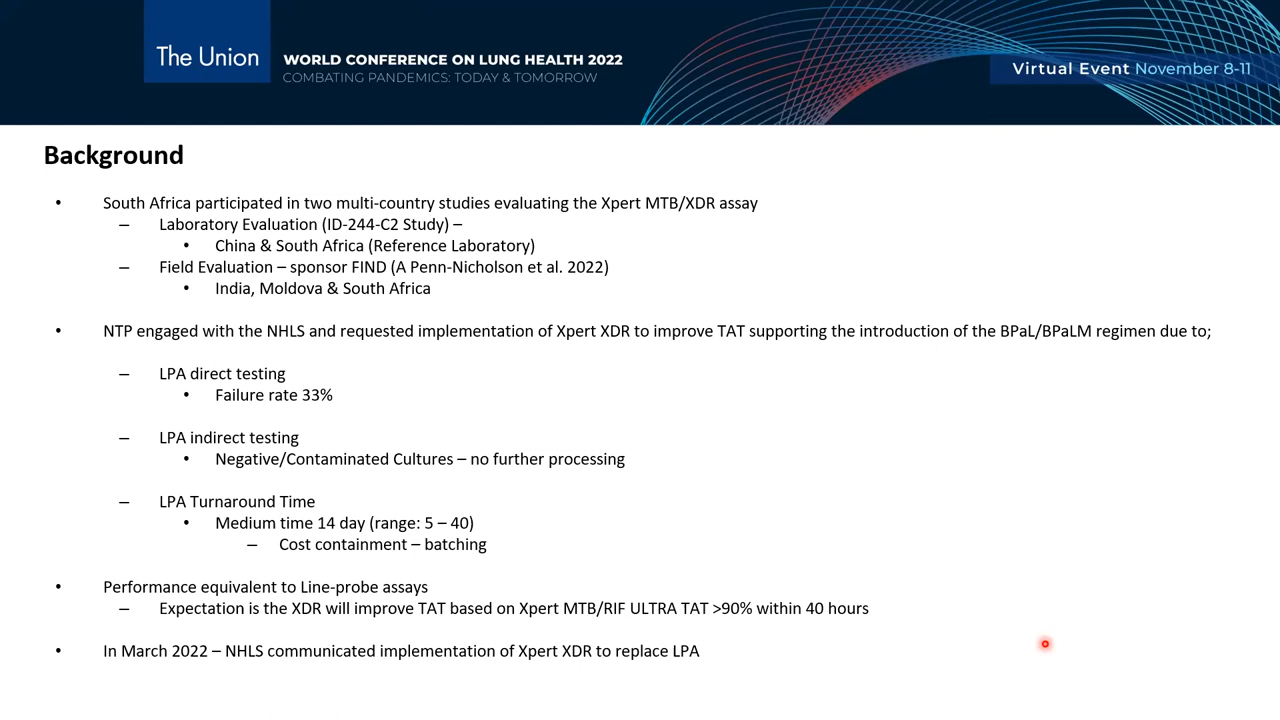 The Union
WORLD CONFERENCE ON LUNG HEALTH 2022
COMBATING PANDEMICS: TODAY & TOMORROW
Virtual Event November 8-11
Background
• South Africa participated in two multi-country studies evaluating the Xpert MTB/XDR assay
– Laboratory Evaluation (ID-244-C2 Study) –
• China & South Africa (Reference Laboratory)
– Field Evaluation – sponsor FIND (A Penn-Nicholson et al. 2022)
• India, Moldova & South Africa
• NTP engaged with the NHLS and requested implementation of Xpert XDR to improve TAT supporting the introduction of the BPaL/BPaLM regimen due to;
– LPA direct testing
• Failure rate 33%
– LPA indirect testing
• Negative/Contaminated Cultures – no further processing
– LPA Turnaround Time
• Medium time 14 day (range: 5 – 40)
– Cost containment – batching
• Performance equivalent to Line-probe assays
– Expectation is the XDR will improve TAT based on Xpert MTB/RIF ULTRA TAT >90% within 40 hours
• In March 2022 – NHLS communicated implementation of Xpert XDR to replace LPA